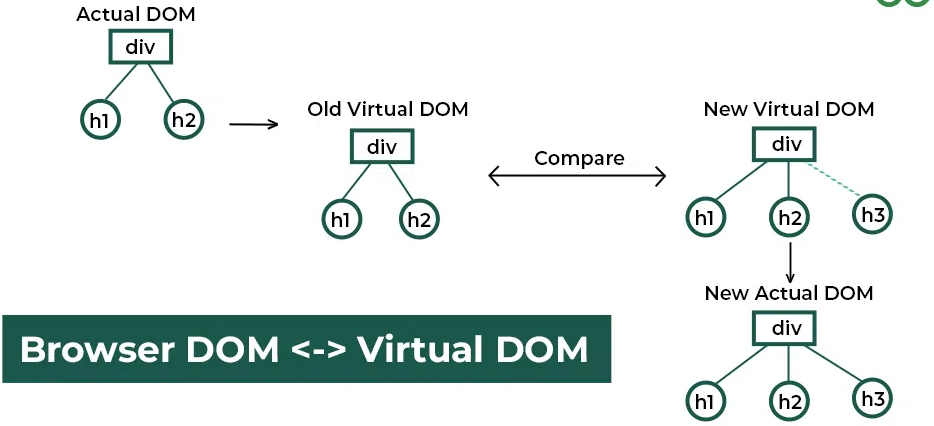 Actual DOM
div
h1 h2
Old Virtual DOM
div
h1 h2
Compare
New Virtual DOM
div
h1 h2 h3
New Actual DOM
div
h1 h2 h3
Browser DOM <-> Virtual DOM